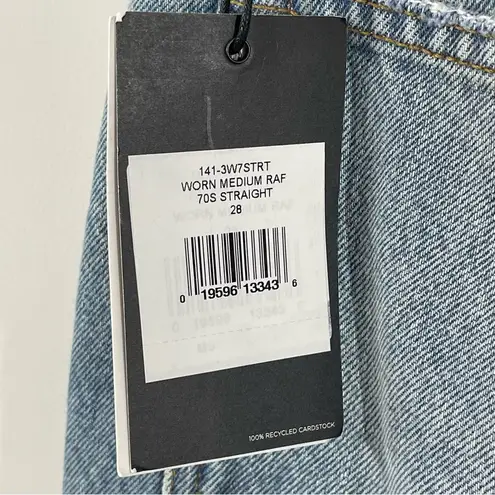 141-3W7STRT
WORN MEDIUM RAF
70S STRAIGHT
28
0 19596 13343 6
100% RECYCLED CARDSTOCK